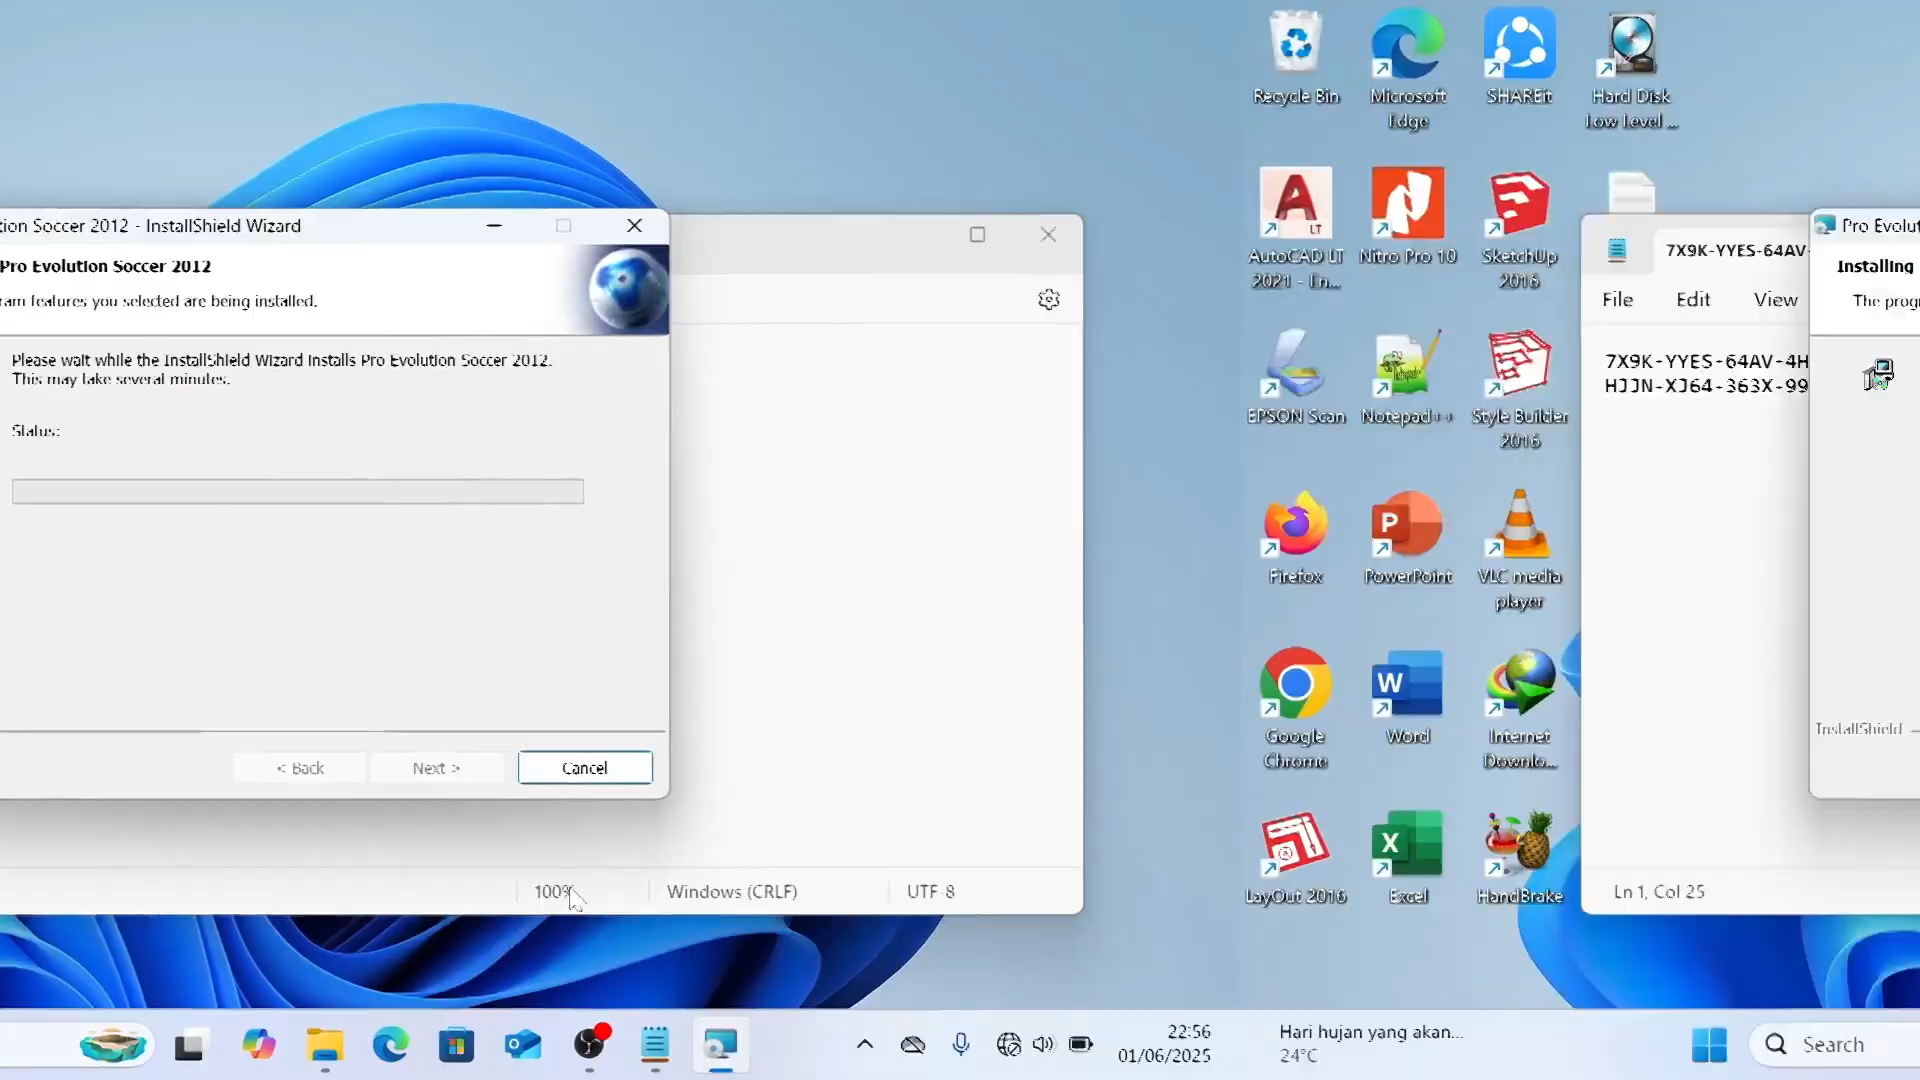 tion Soccer 2012 - InstallShield Wizard
Pro Evolution Soccer 2012
ram features you selected are being installed.
Please wait while the InstallShield Wizard installs Pro Evolution Soccer 2012.
This may take several minutes.
Status:
< Back
Next >
Cancel
100%
Windows (CRLF)
UTF-8
Recycle Bin
Microsoft
Edge
SHAREit
Hard Disk
Low Level ...
AutoCAD LT
2021 - En...
Nitro Pro 10
SketchUp
2016
EPSON Scan
Notepad++
Style Builder
2016
Firefox
PowerPoint
VLC media
player
Google
Chrome
Word
Internet
Downlo...
LayOut 2016
Excel
HandBrake
7X9K-YYES-64AV-
File
Edit
View
7X9K-YYES-64AV-4H
HJJN-XJ64-363X-99
Ln 1, Col 25
Pro Evolut
Installing
The prog
InstallShield
22:56
01/06/2025
Hari hujan yang akan...
24°C
Search